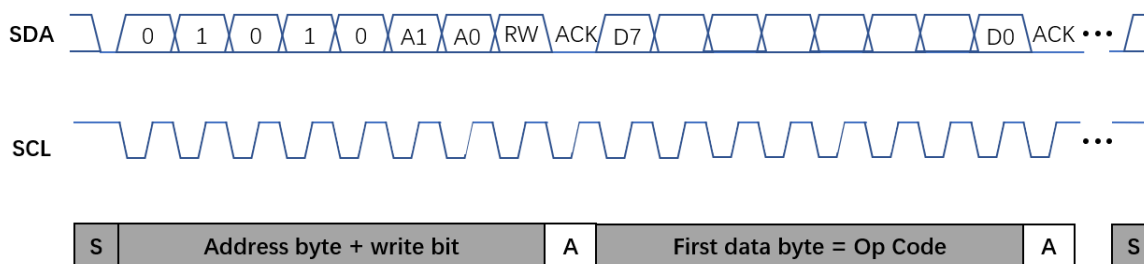 SDA 0 1 0 1 0 A1 A0 RW ACK D7 D0 ACK •••
SCL •••
S Address byte + write bit A First data byte = Op Code A S